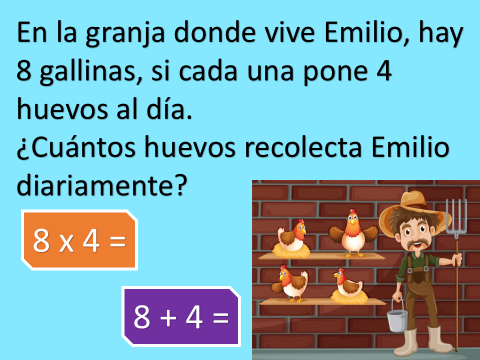 En la granja donde vive Emilio, hay
8 gallinas, si cada una pone 4
huevos al día.
¿Cuántos huevos recolecta Emilio
diariamente?
8 x 4 =
8 + 4 =